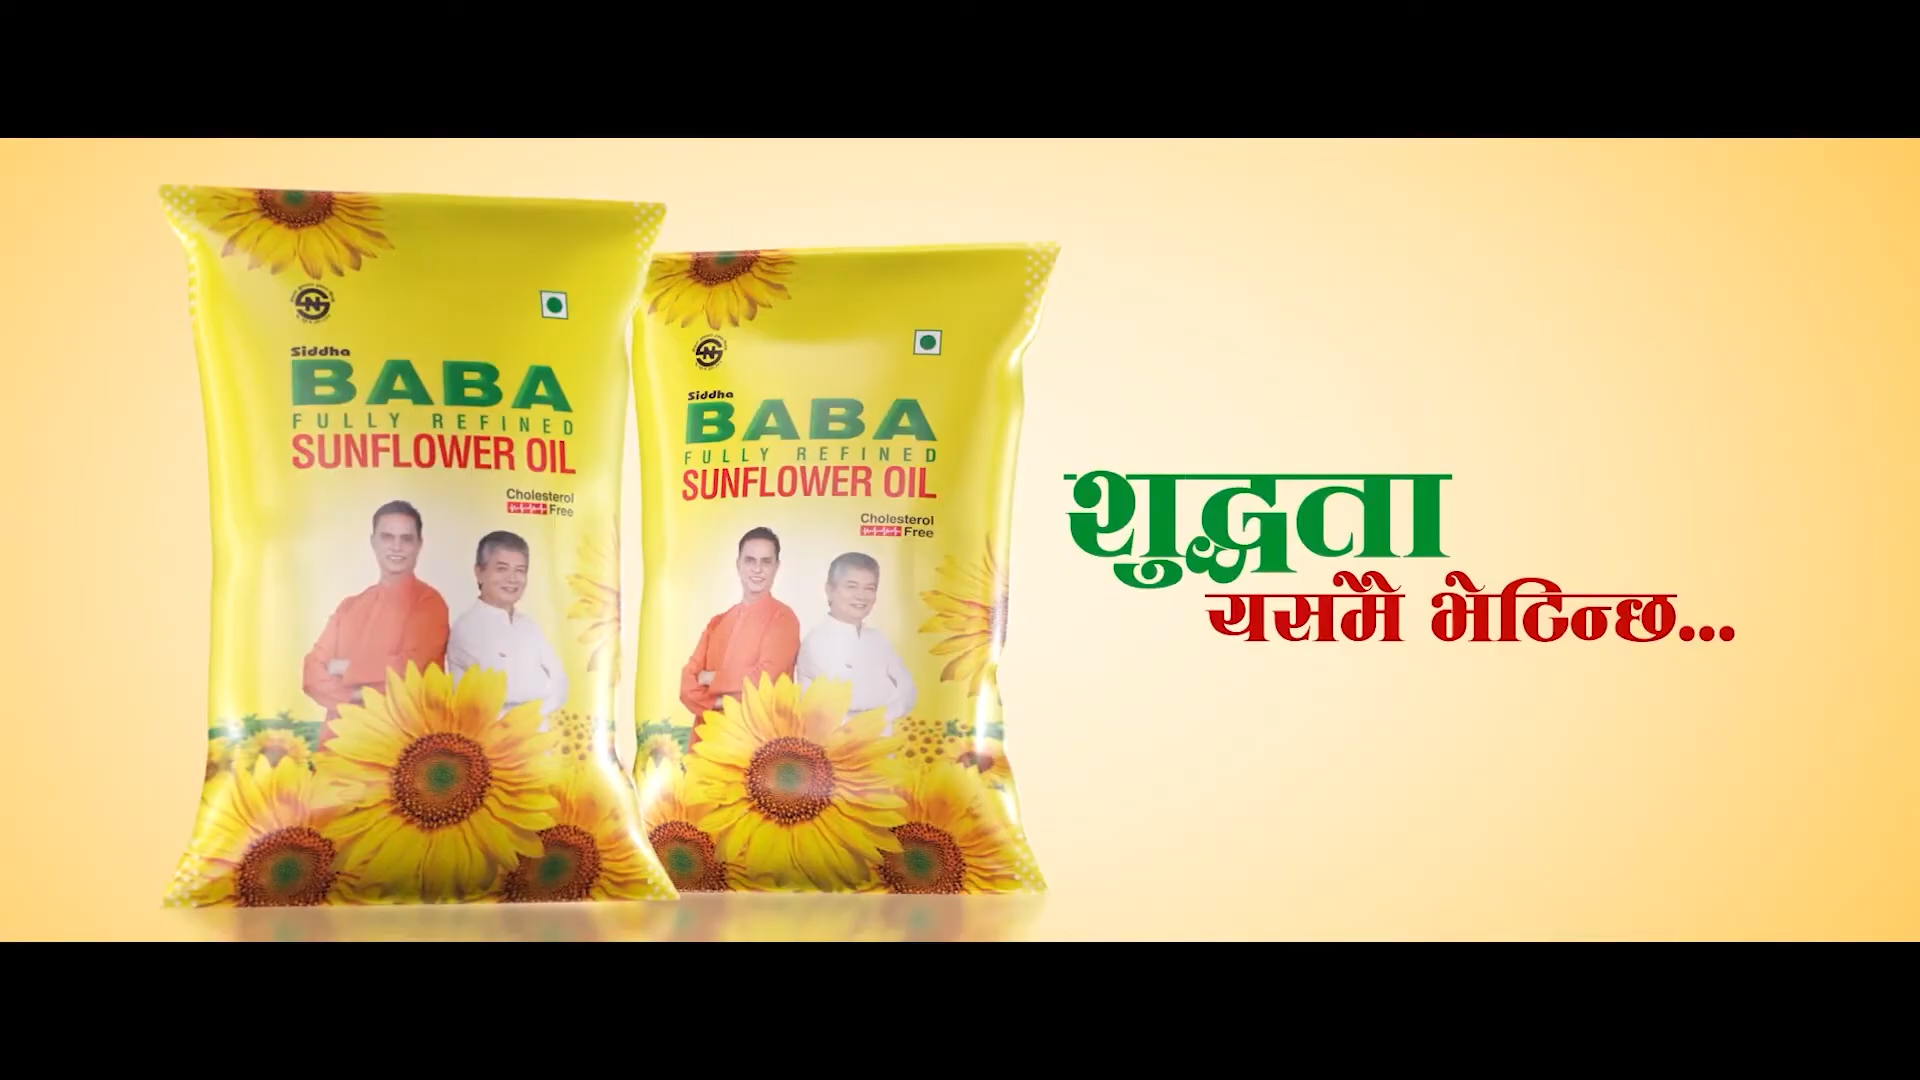 Siddha
BABA
FULLY REFINED
SUNFLOWER OIL
Cholesterol
Free
Siddha
BABA
FULLY REFINED
SUNFLOWER OIL
Cholesterol
Free
शुद्धता
यसमै भेटिन्छ...